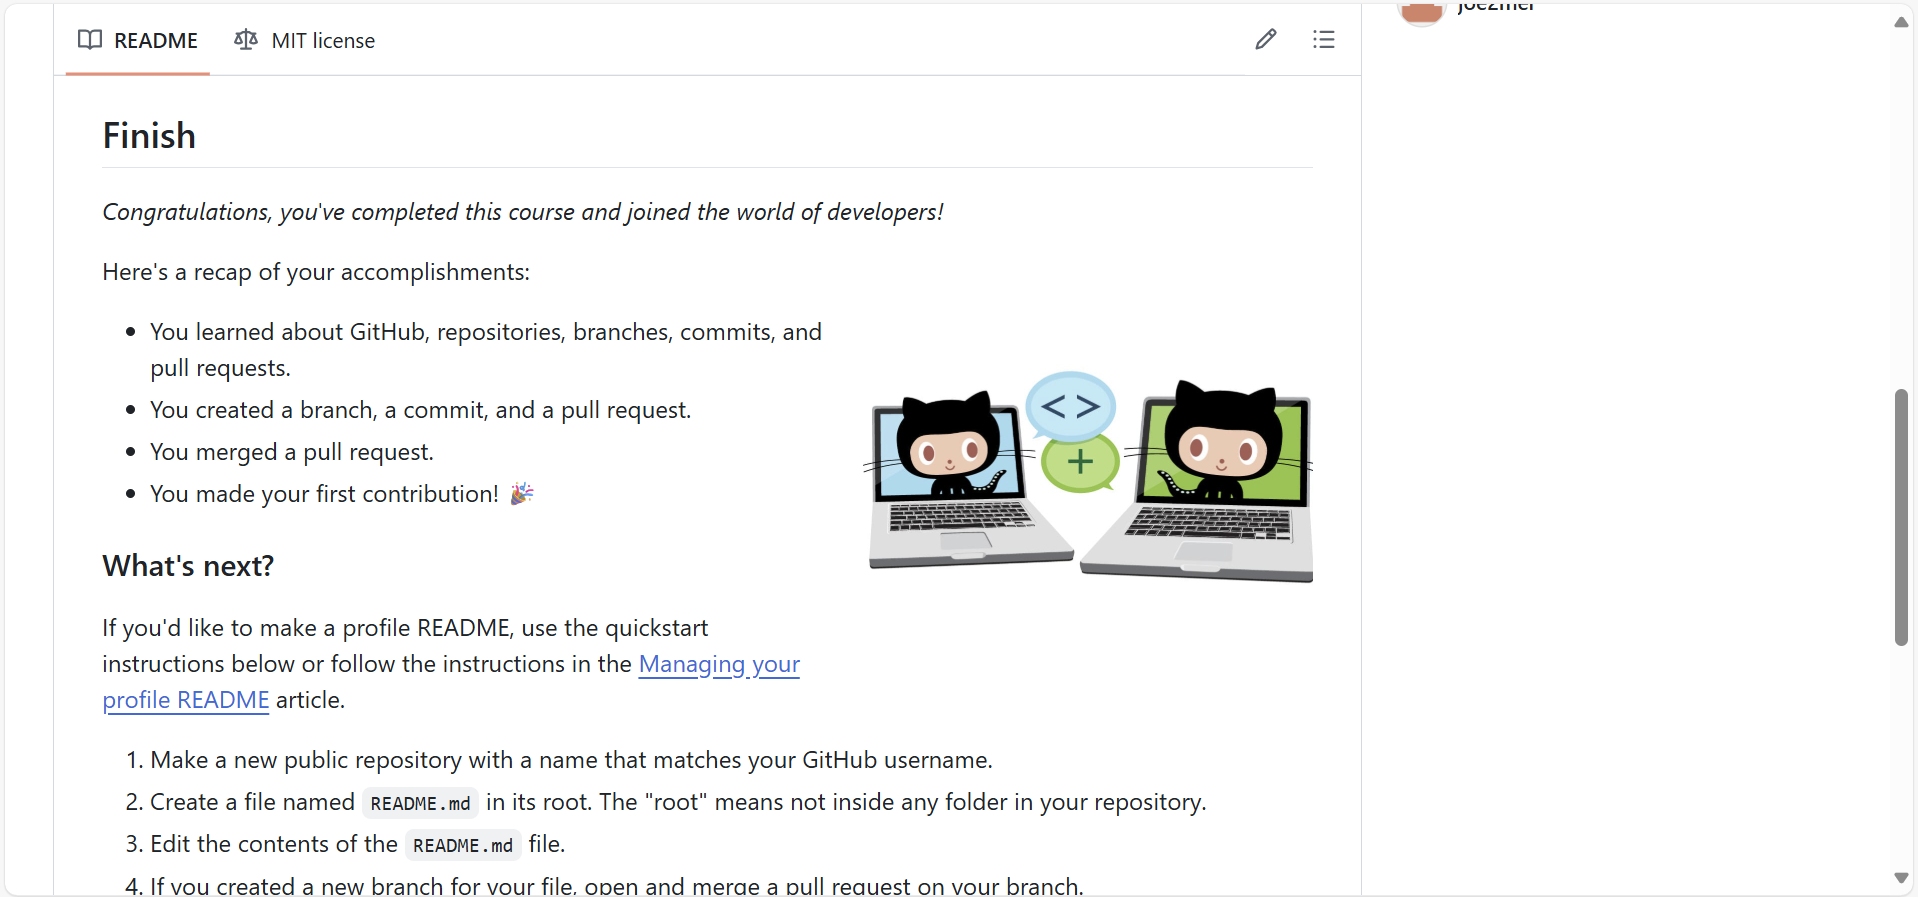 README
MIT license
Finish
Congratulations, you've completed this course and joined the world of developers!
Here's a recap of your accomplishments:
You learned about GitHub, repositories, branches, commits, and
pull requests.
You created a branch, a commit, and a pull request.
You merged a pull request.
You made your first contribution! 🎉
< >
+
What's next?
If you'd like to make a profile README, use the quickstart
instructions below or follow the instructions in the Managing your
profile README article.
1. Make a new public repository with a name that matches your GitHub username.
2. Create a file named README.md in its root. The "root" means not inside any folder in your repository.
3. Edit the contents of the README.md file.
4. If you created a new branch for your file, open and merge a pull request on your branch.